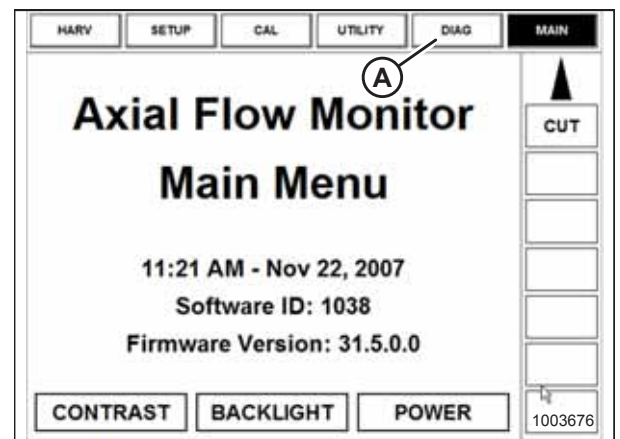 HARV SETUP CAL UTILITY DIAG MAIN
A
Axial Flow Monitor
CUT
Main Menu
11:21 AM - Nov 22, 2007
Software ID: 1038
Firmware Version: 31.5.0.0
CONTRAST BACKLIGHT POWER
1003676